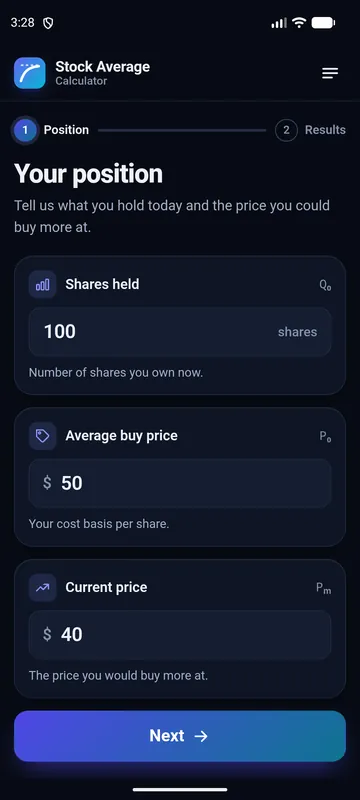 3:28
Stock Average
Calculator
1 Position
2 Results
Your position
Tell us what you hold today and the price you could
buy more at.
Shares held Q₀
100 shares
Number of shares you own now.
Average buy price P₀
$ 50
Your cost basis per share.
Current price Pₘ
$ 40
The price you would buy more at.
Next →